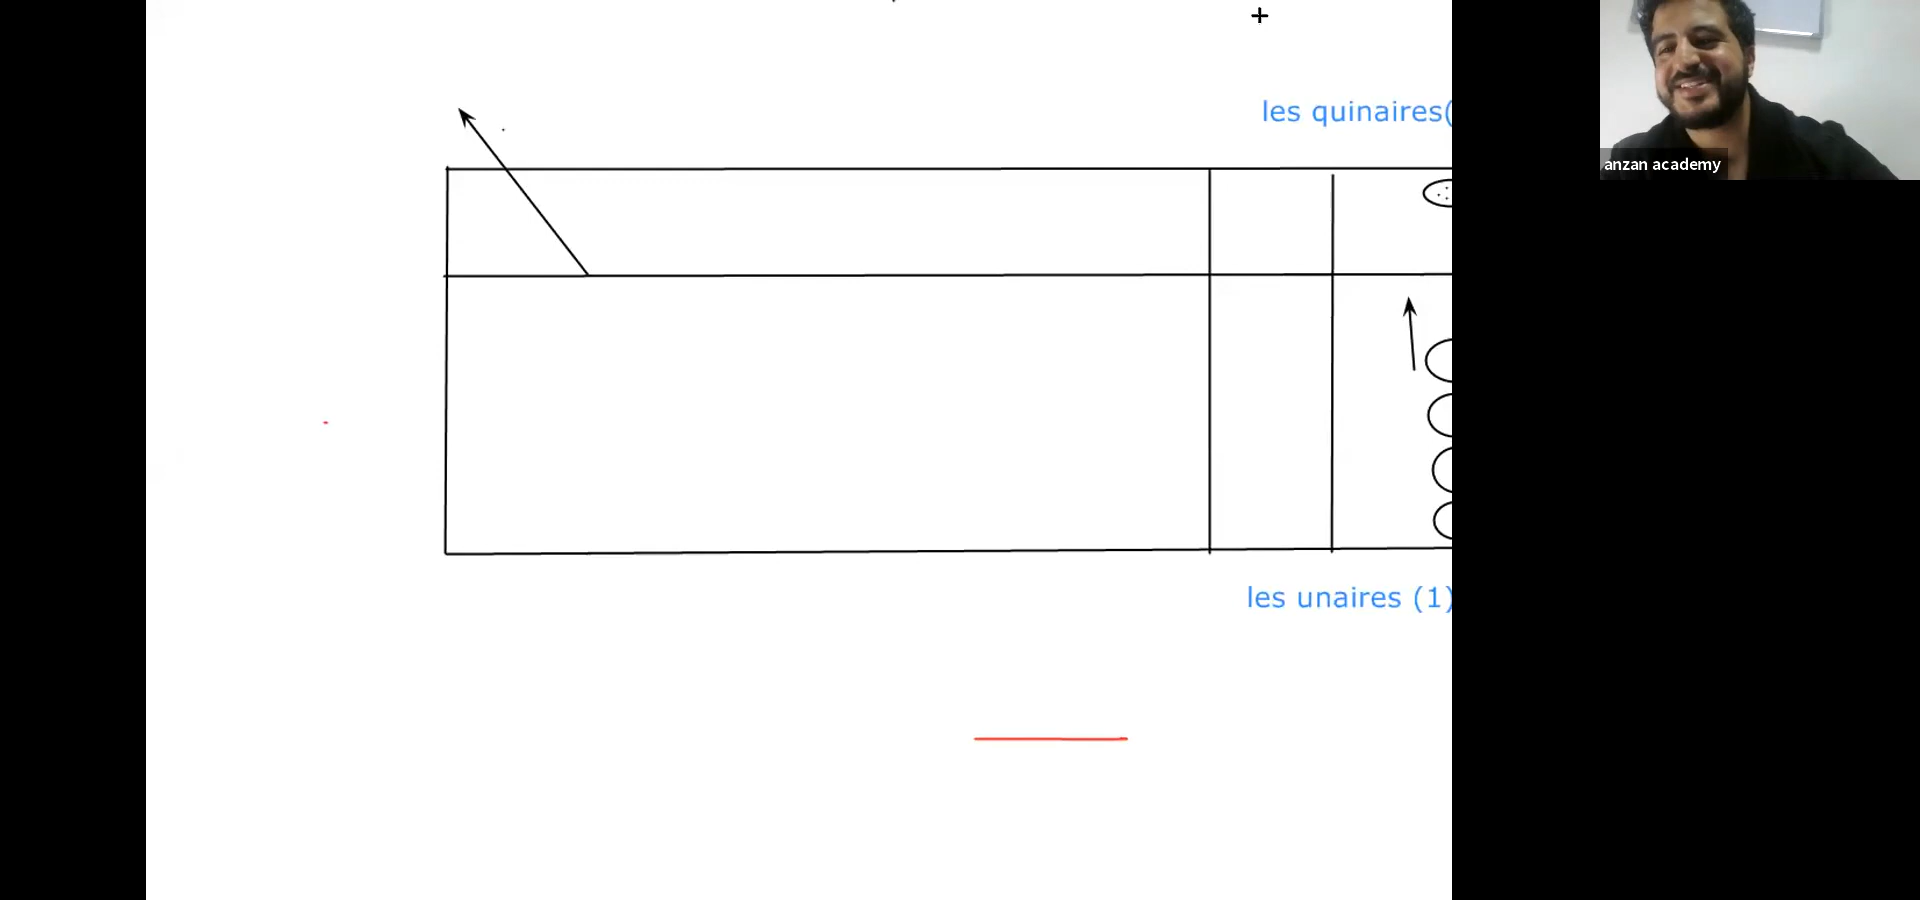 les quinaires(
anzan academy
les unaires (1)